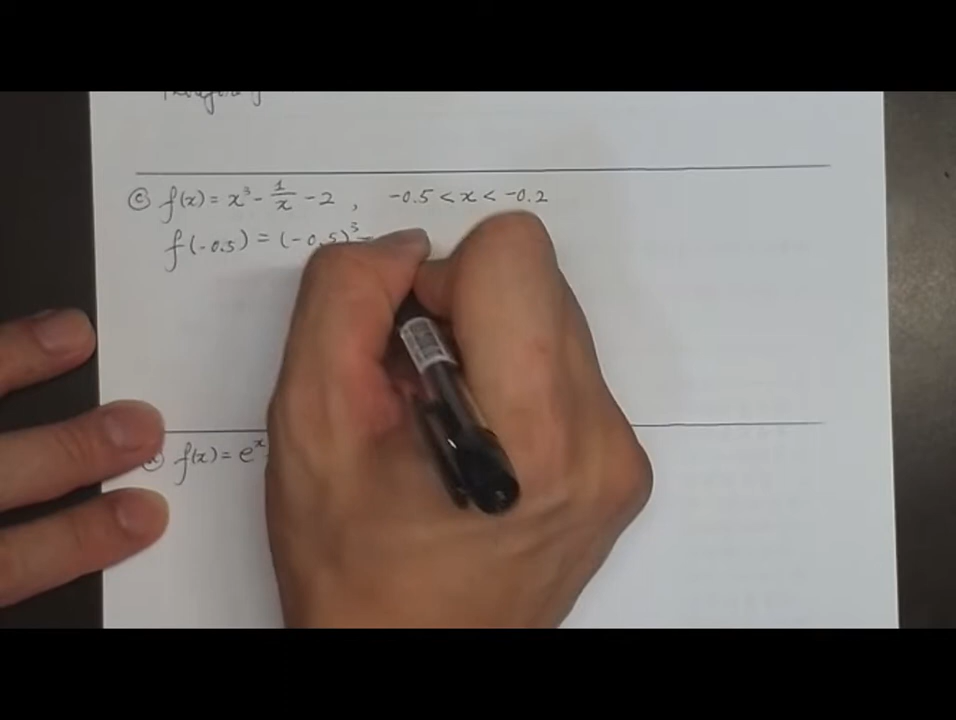 ⓒ f(x) = x³ - 1/x - 2 , -0.5 < x < -0.2
f(-0.5) = (-0.5)³ -
f(x) = eˣ